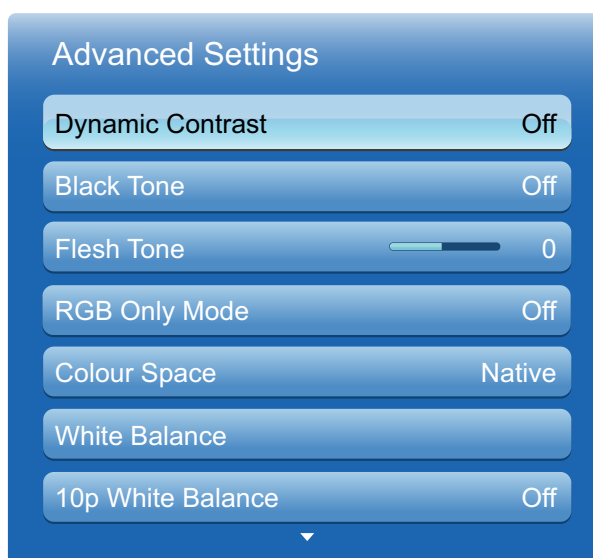 Advanced Settings
Dynamic Contrast Off
Black Tone Off
Flesh Tone 0
RGB Only Mode Off
Colour Space Native
White Balance
10p White Balance Off